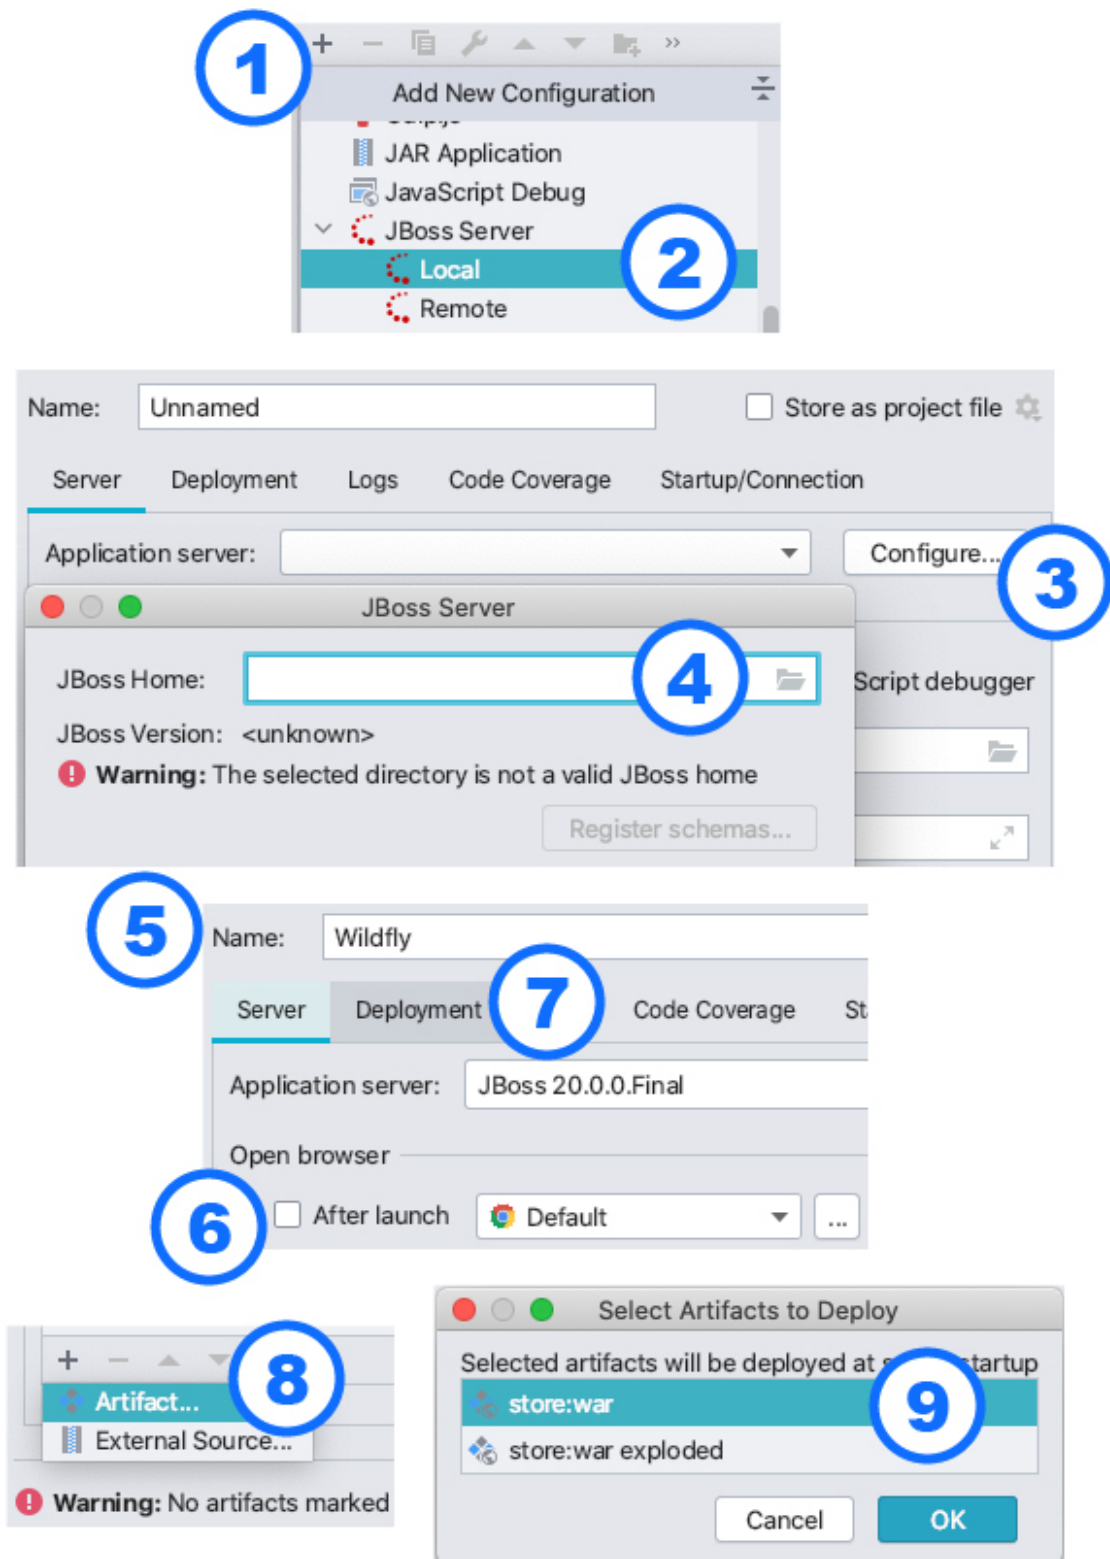 1
Add New Configuration
JAR Application
JavaScript Debug
JBoss Server
Local
2
Remote
Name: Unnamed Store as project file
Server Deployment Logs Code Coverage Startup/Connection
Application server: Configure...
3
JBoss Server
JBoss Home: 4
Script debugger
JBoss Version: <unknown>
Warning: The selected directory is not a valid JBoss home
Register schemas...
5
Name: Wildfly
Server Deployment 7 Code Coverage St
Application server: JBoss 20.0.0.Final
Open browser
6 After launch Default ...
8
Artifact...
External Source...
Warning: No artifacts marked
Select Artifacts to Deploy
Selected artifacts will be deployed at s startup
store:war
9
store:war exploded
Cancel OK